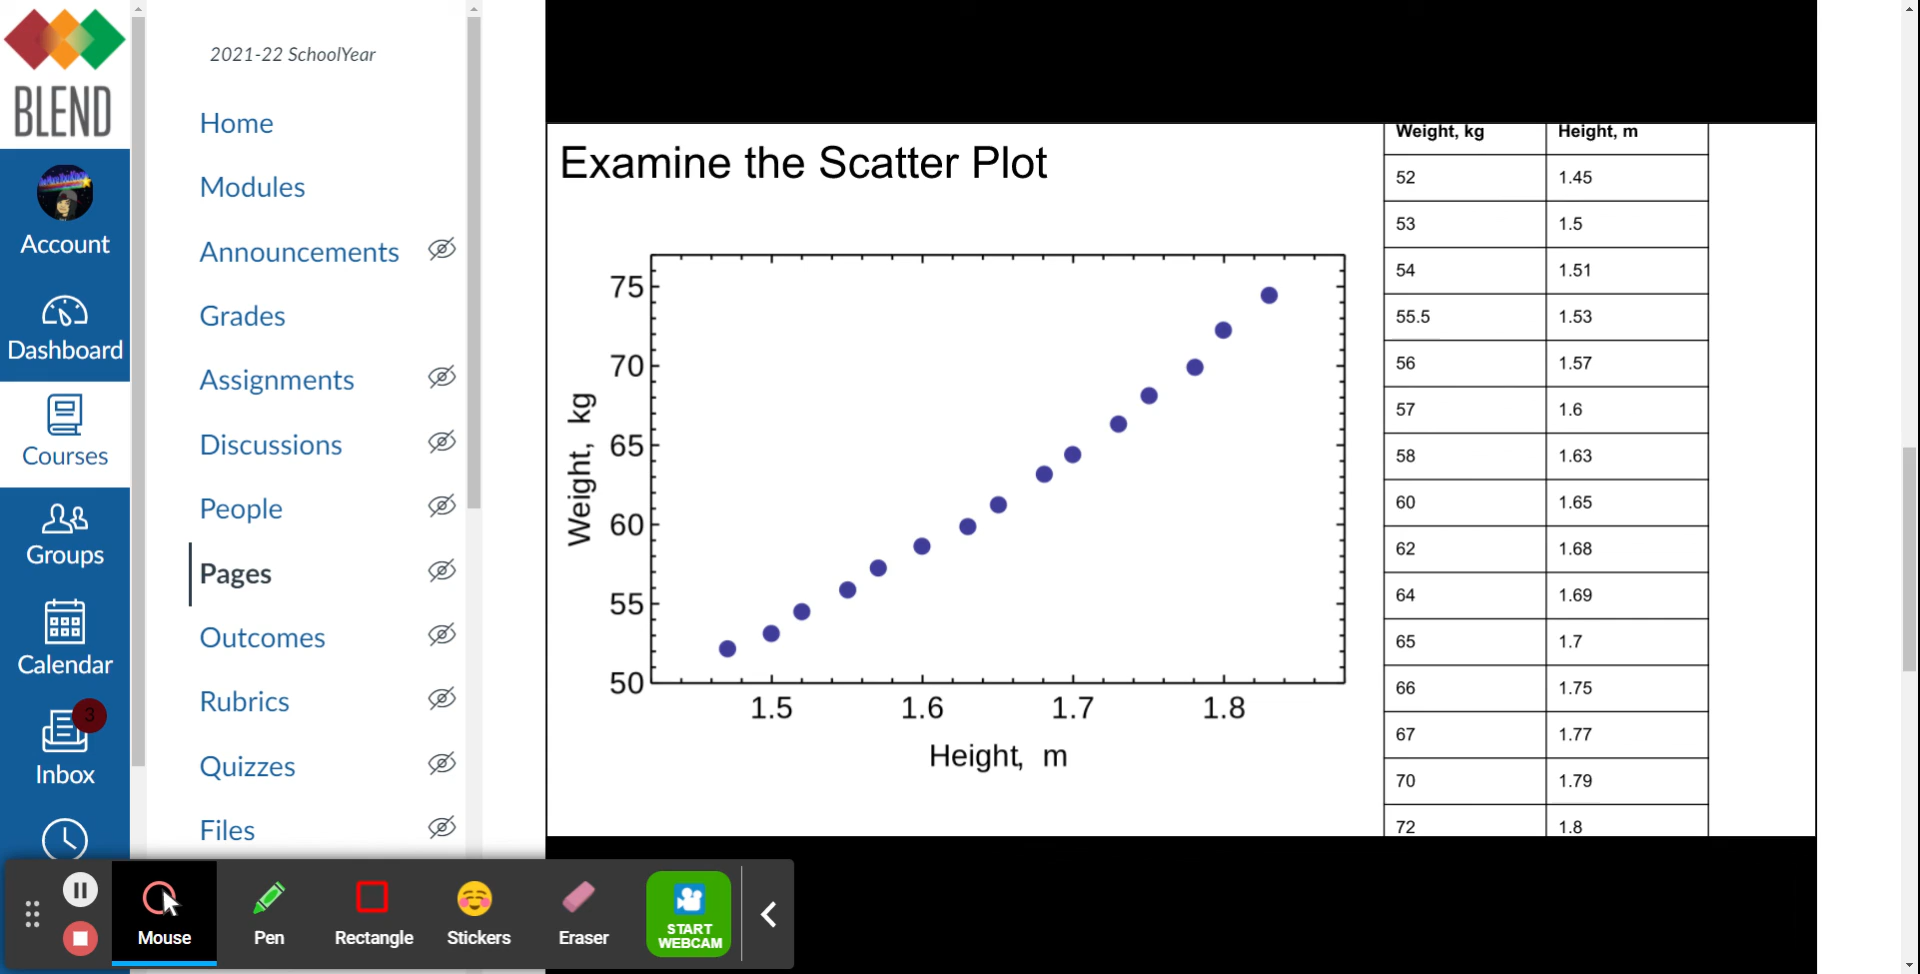 BLEND
Account
Dashboard
Courses
Groups
Calendar
3
Inbox
2021-22 SchoolYear
Home
Modules
Announcements
Grades
Assignments
Discussions
People
Pages
Outcomes
Rubrics
Quizzes
Files
Examine the Scatter Plot
75
70
65
60
55
50
Weight, kg
1.5 1.6 1.7 1.8
Height, m
Weight, kg Height, m
52 1.45
53 1.5
54 1.51
55.5 1.53
56 1.57
57 1.6
58 1.63
60 1.65
62 1.68
64 1.69
65 1.7
66 1.75
67 1.77
70 1.79
72 1.8
Mouse
Pen
Rectangle
Stickers
Eraser
START
WEBCAM